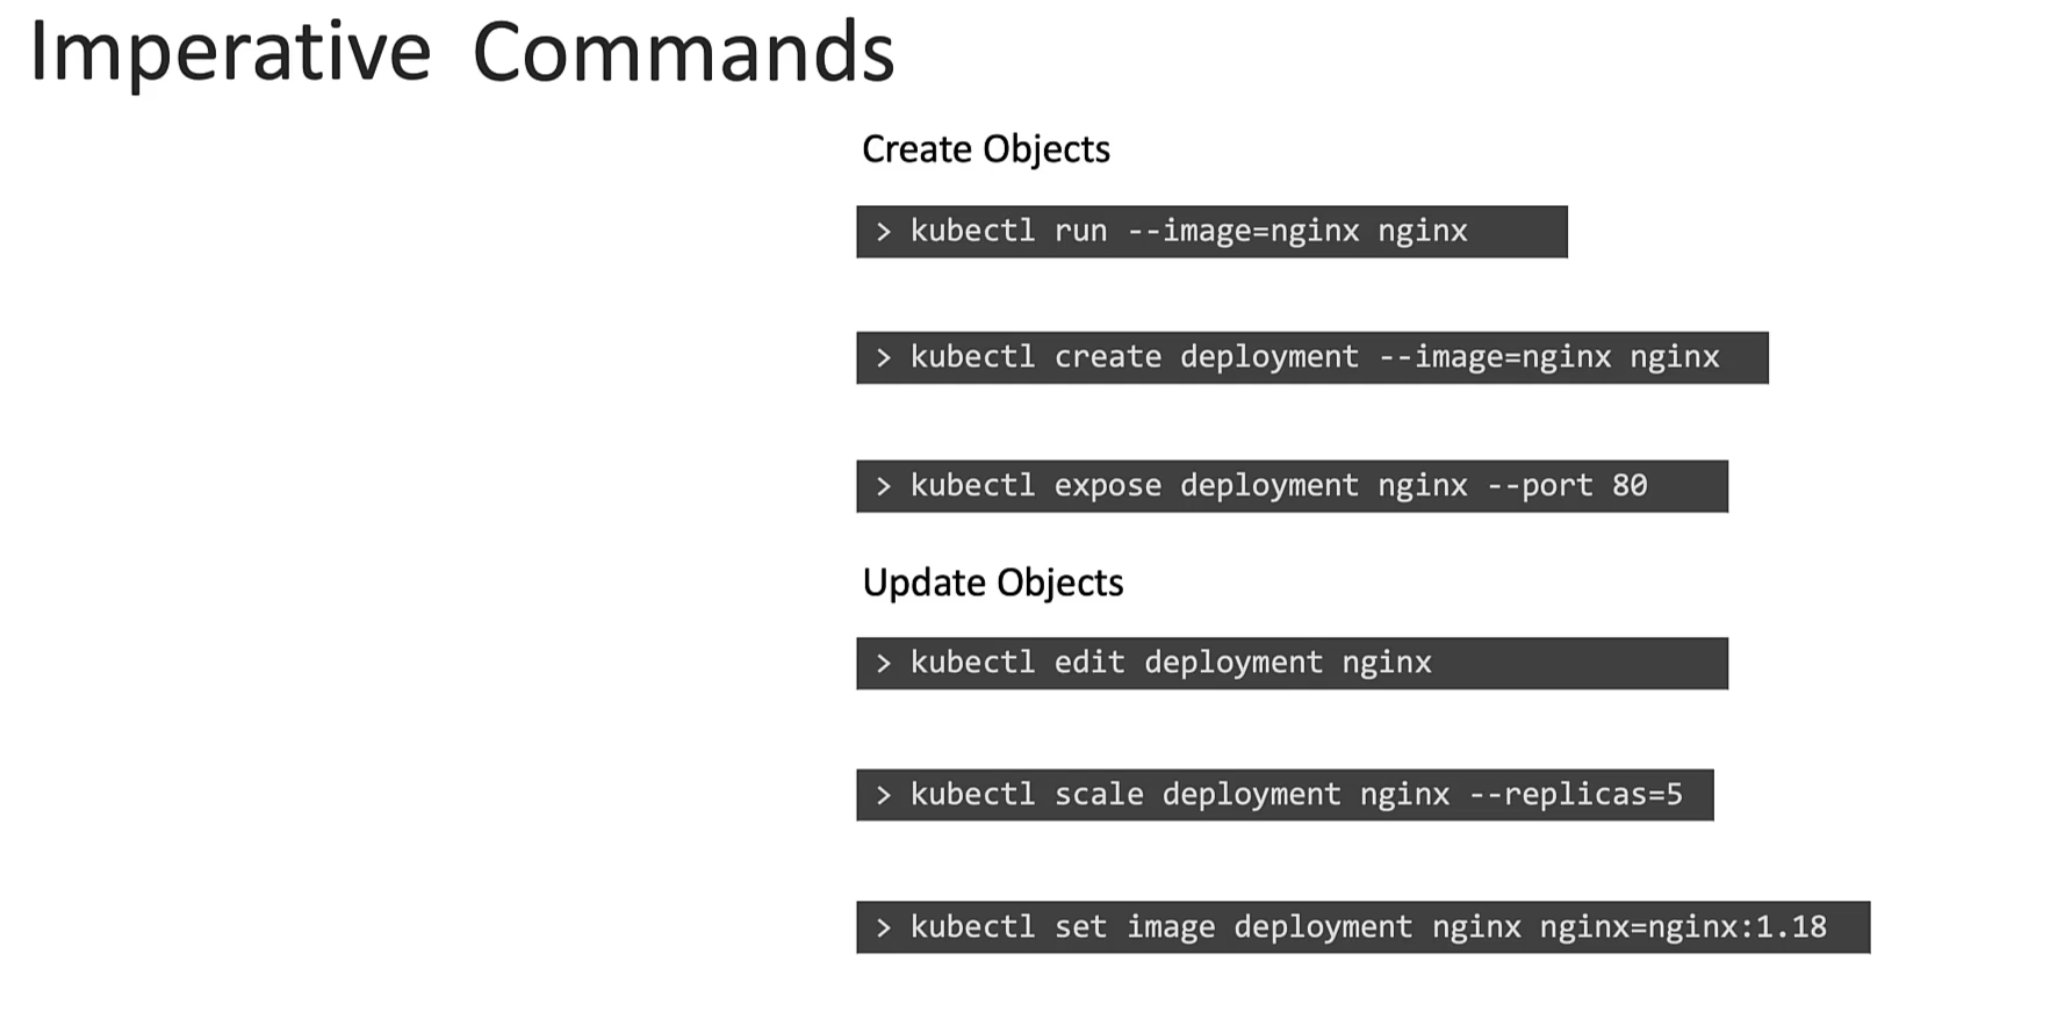 Imperative Commands
Create Objects
> kubectl run --image=nginx nginx
> kubectl create deployment --image=nginx nginx
> kubectl expose deployment nginx --port 80
Update Objects
> kubectl edit deployment nginx
> kubectl scale deployment nginx --replicas=5
> kubectl set image deployment nginx nginx=nginx:1.18